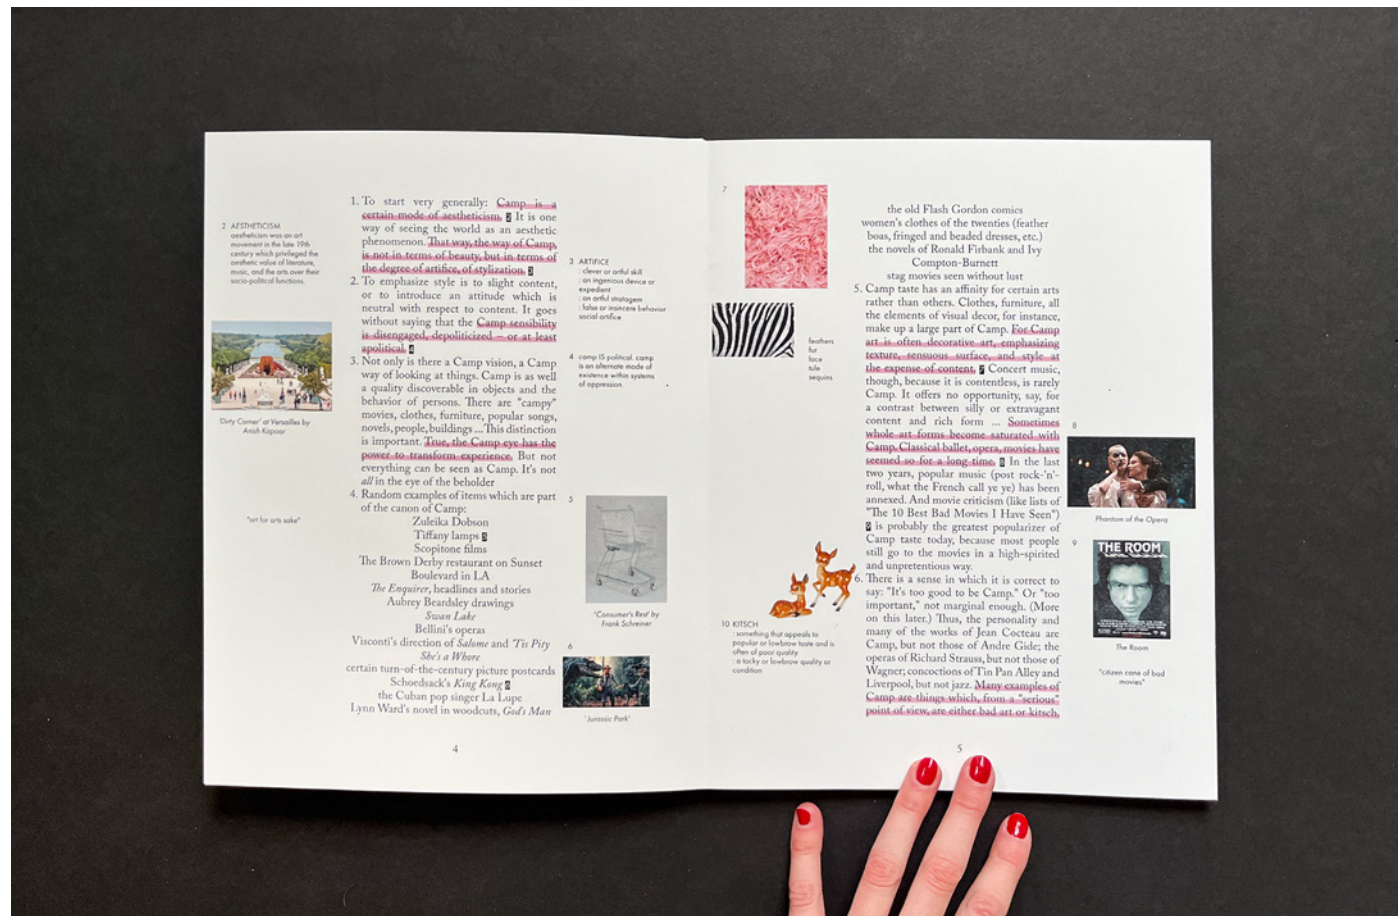 2 AESTHETICISM
aestheticism was an art
movement in the late 19th
century which privileged the
aesthetic value of literature,
music, and the arts over their
socio-political functions.
'Dirty Corner' at Versailles by
Anish Kapoor
"art for arts sake"
1. To start very generally: Camp is a
certain mode of aestheticism. 2 It is one
way of seeing the world as an aesthetic
phenomenon. That way, the way of Camp,
is not in terms of beauty, but in terms of
the degree of artifice, of stylization. 3
2. To emphasize style is to slight content,
or to introduce an attitude which is
neutral with respect to content. It goes
without saying that the Camp sensibility
is disengaged, depoliticized – or at least
apolitical. 4
3. Not only is there a Camp vision, a Camp
way of looking at things. Camp is as well
a quality discoverable in objects and the
behavior of persons. There are "campy"
movies, clothes, furniture, popular songs,
novels, people, buildings ... This distinction
is important. True, the Camp eye has the
power to transform experience. But not
everything can be seen as Camp. It's not
all in the eye of the beholder
4. Random examples of items which are part
of the canon of Camp:
Zuleika Dobson
Tiffany lamps 5
Scopitone films
The Brown Derby restaurant on Sunset
Boulevard in LA
The Enquirer, headlines and stories
Aubrey Beardsley drawings
Swan Lake
Bellini's operas
Visconti's direction of Salome and 'Tis Pity
She's a Whore
certain turn-of-the-century picture postcards
Schoedsack's King Kong 6
the Cuban pop singer La Lupe
Lynn Ward's novel in woodcuts, God's Man
3 ARTIFICE
: clever or artful skill
: an ingenious device or
expedient
: an artful stratagem
: false or insincere behavior
social artifice
4 camp IS political. camp
is an alternate mode of
existence within systems
of oppression.
5
'Consumer's Rest' by
Frank Schreiner
6
'Jurassic Park'
4
7
feathers
fur
lace
tule
sequins
10 KITSCH
: something that appeals to
popular or lowbrow taste and is
often of poor quality
: a tacky or lowbrow quality or
condition
the old Flash Gordon comics
women's clothes of the twenties (feather
boas, fringed and beaded dresses, etc.)
the novels of Ronald Firbank and Ivy
Compton-Burnett
stag movies seen without lust
5. Camp taste has an affinity for certain arts
rather than others. Clothes, furniture, all
the elements of visual decor, for instance,
make up a large part of Camp. For Camp
art is often decorative art, emphasizing
texture, sensuous surface, and style at
the expense of content. 7 Concert music,
though, because it is contentless, is rarely
Camp. It offers no opportunity, say, for
a contrast between silly or extravagant
content and rich form ... Sometimes
whole art forms become saturated with
Camp. Classical ballet, opera, movies have
seemed so for a long time. 8 In the last
two years, popular music (post rock-'n'-
roll, what the French call ye ye) has been
annexed. And movie criticism (like lists of
"The 10 Best Bad Movies I Have Seen")
9 is probably the greatest popularizer of
Camp taste today, because most people
still go to the movies in a high-spirited
and unpretentious way.
6. There is a sense in which it is correct to
say: "It's too good to be Camp." Or "too
important," not marginal enough. (More
on this later.) Thus, the personality and
many of the works of Jean Cocteau are
Camp, but not those of Andre Gide; the
operas of Richard Strauss, but not those of
Wagner; concoctions of Tin Pan Alley and
Liverpool, but not jazz. Many examples of
Camp are things which, from a "serious"
point of view, are either bad art or kitsch.
8
Phantom of the Opera
9
THE ROOM
The Room
"citizen cane of bad
movies"
5